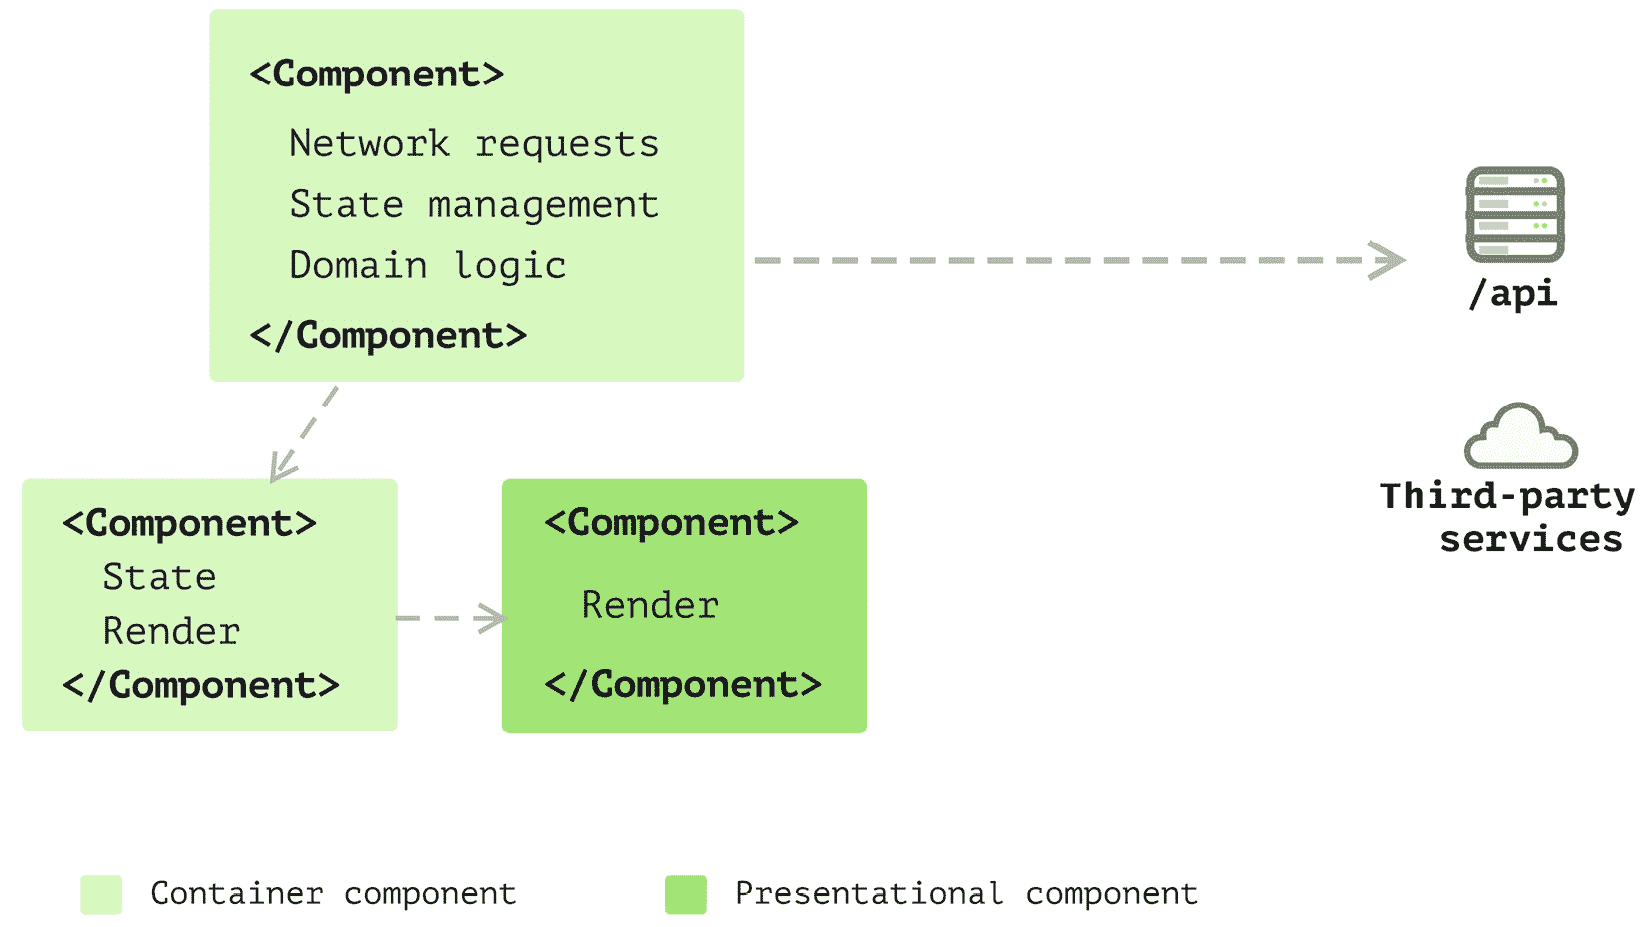 <Component>
Network requests
State management
Domain logic
</Component>
/api
Third-party
services
<Component>
State
Render
</Component>
<Component>
Render
</Component>
Container component
Presentational component